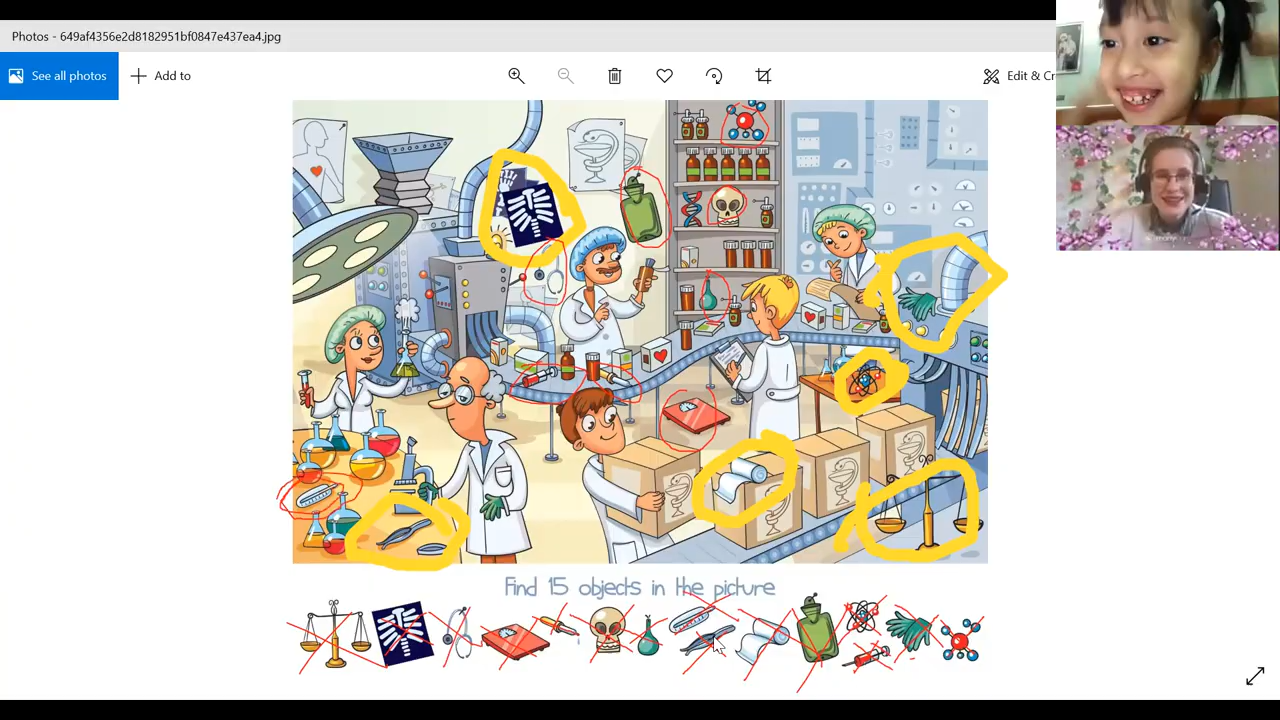 Photos - 649af4356e2d8182951bf0847e437ea4.jpg
See all photos
Add to
Edit & Cr
Find 15 objects in the picture